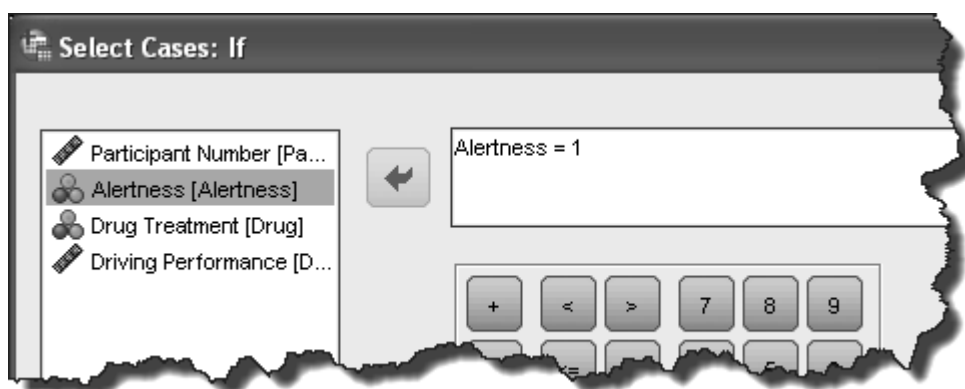 Select Cases: If
Participant Number [Pa...
Alertness [Alertness]
Drug Treatment [Drug]
Driving Performance [D...
Alertness = 1
+ < > 7 8 9
<=